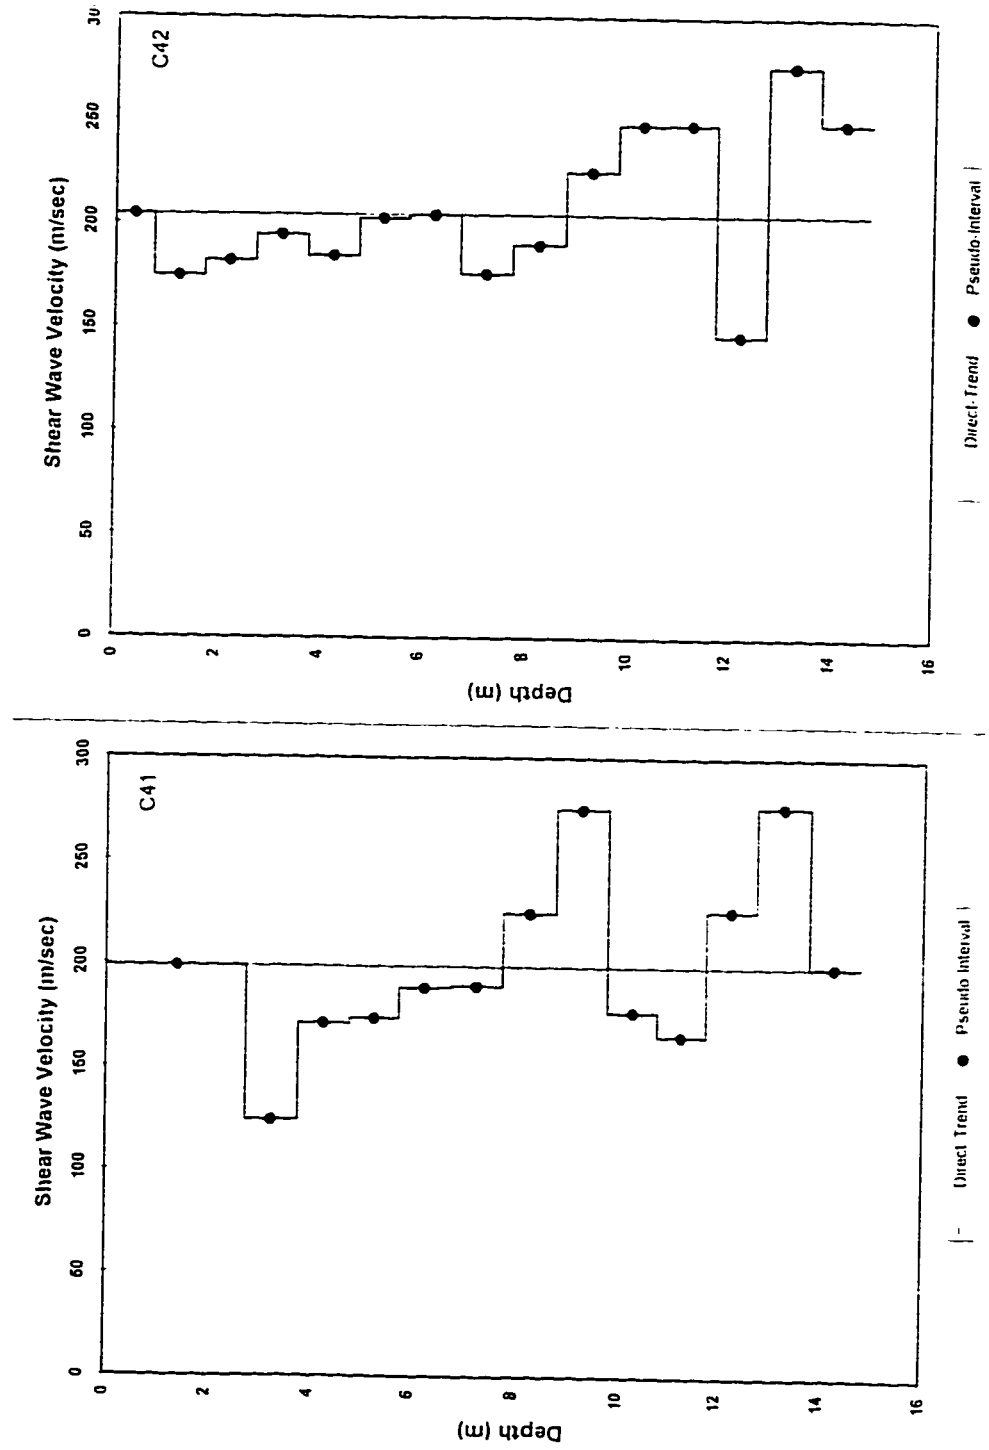 Shear Wave Velocity (m/sec)
0 50 100 150 200 250 300
C41
Depth (m)
0
2
4
6
8
10
12
14
16
Direct Trend ● Pseudo Interval
Shear Wave Velocity (m/sec)
0 50 100 150 200 250 30
C42
Depth (m)
0
2
4
6
8
10
12
14
16
Direct-Trend ● Pseudo-Interval